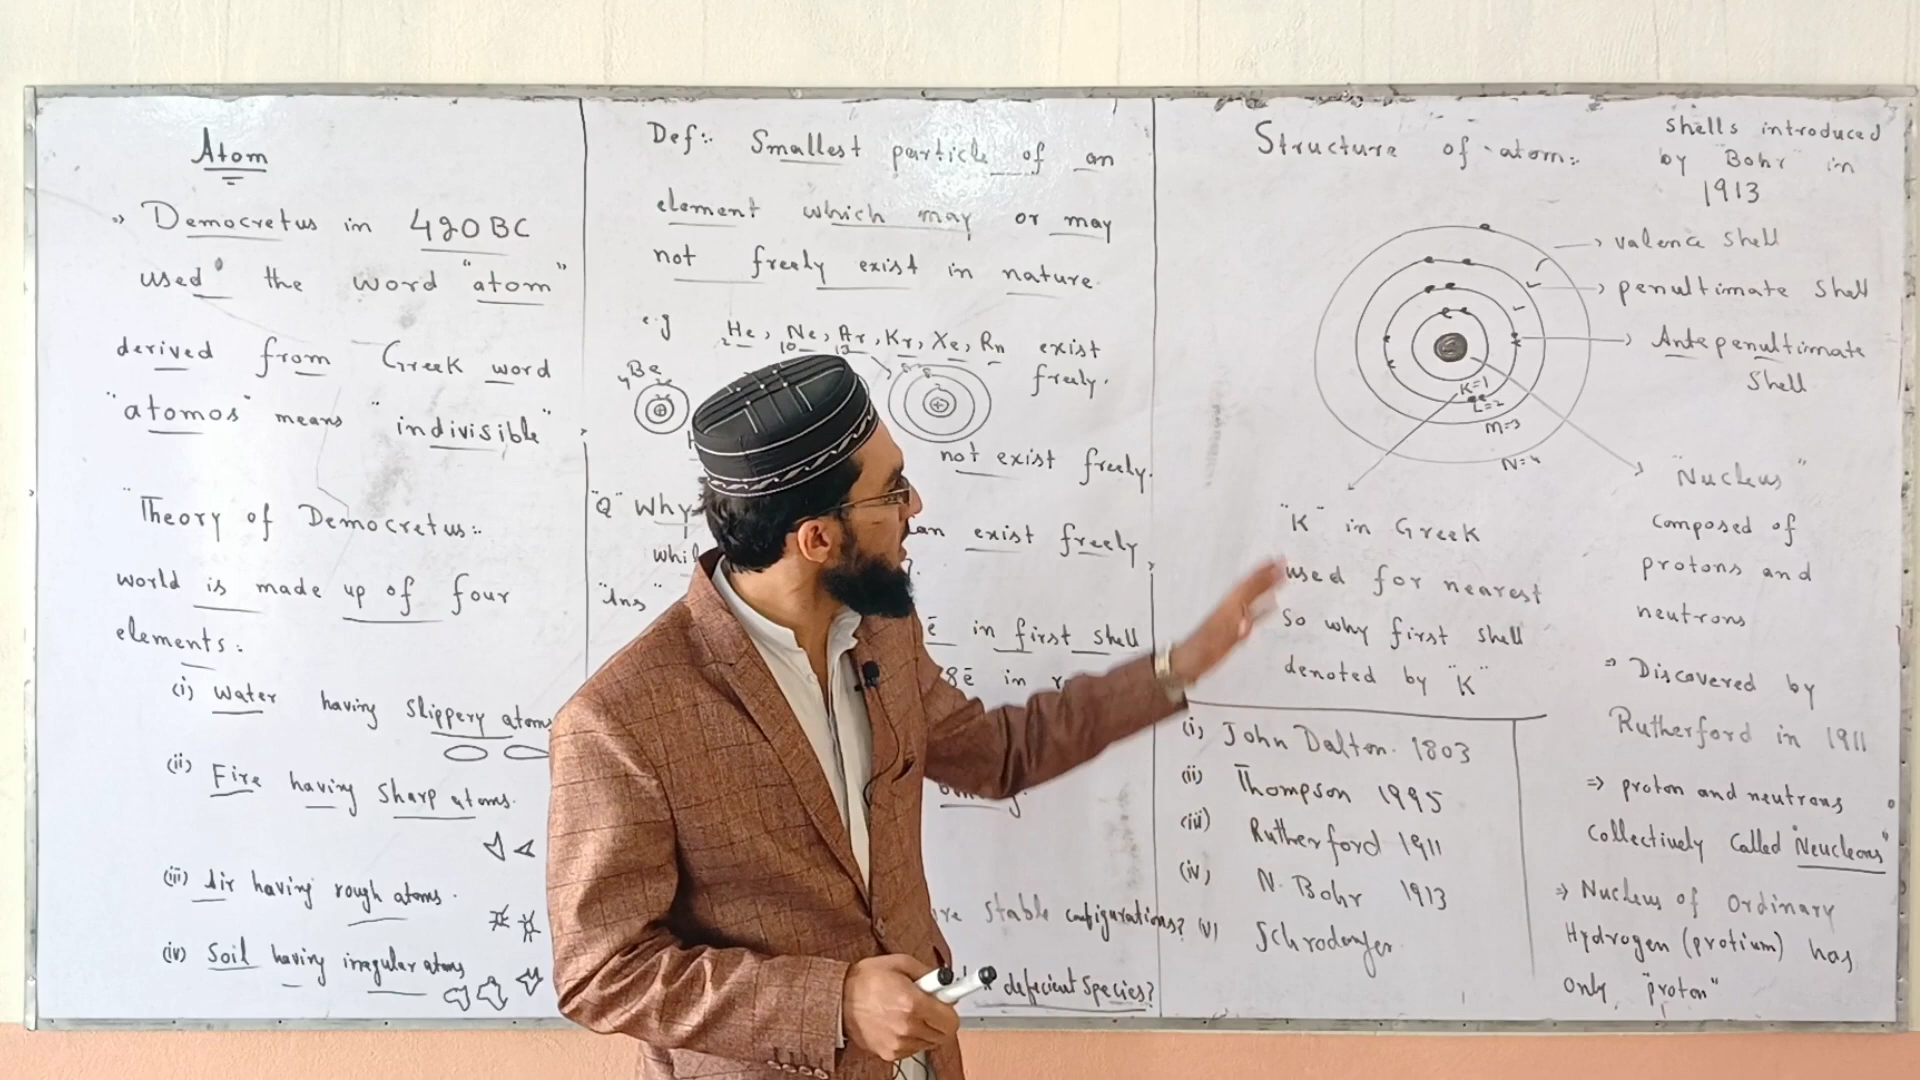 Atom
⇒ Democretus in 420BC
used the word "atom"
derived from Greek word
"atomos" means "indivisible"
"Theory of Democretus:-
world is made up of four
elements:
(i) Water having slippery atoms
(ii) Fire having sharp atoms.
(iii) Air having rough atoms.
(iv) Soil having irregular atoms
Def:- Smallest particle of an
element which may or may
not freely exist in nature.
e.g He, Ne, Ar, Kr, Xe, Rn exist
2 10
freely.
4Be
not exist freely.
"Q" Why
can exist freely
"Ans"
ē in first shell
8ē in
Stable configurations?
deficient Species?
Structure of atom:-
Shells introduced
by "Bohr" in
1913
valence shell
penultimate shell
Antepenultimate
Shell
K=1
L=2
M=3
N=4
"K" in Greek
used for nearest
So why first shell
denoted by "K"
"Nucleus"
Composed of
protons and
neutrons
⇒ Discovered by
Rutherford in 1911
⇒ proton and neutrons
collectively called "Neucleons"
⇒ Nucleus of Ordinary
Hydrogen (protium) has
only "proton"
(i) John Dalton. 1803
(ii) Thompson 1995
(iii) Rutherford 1911
(iv) N. Bohr 1913
(v)